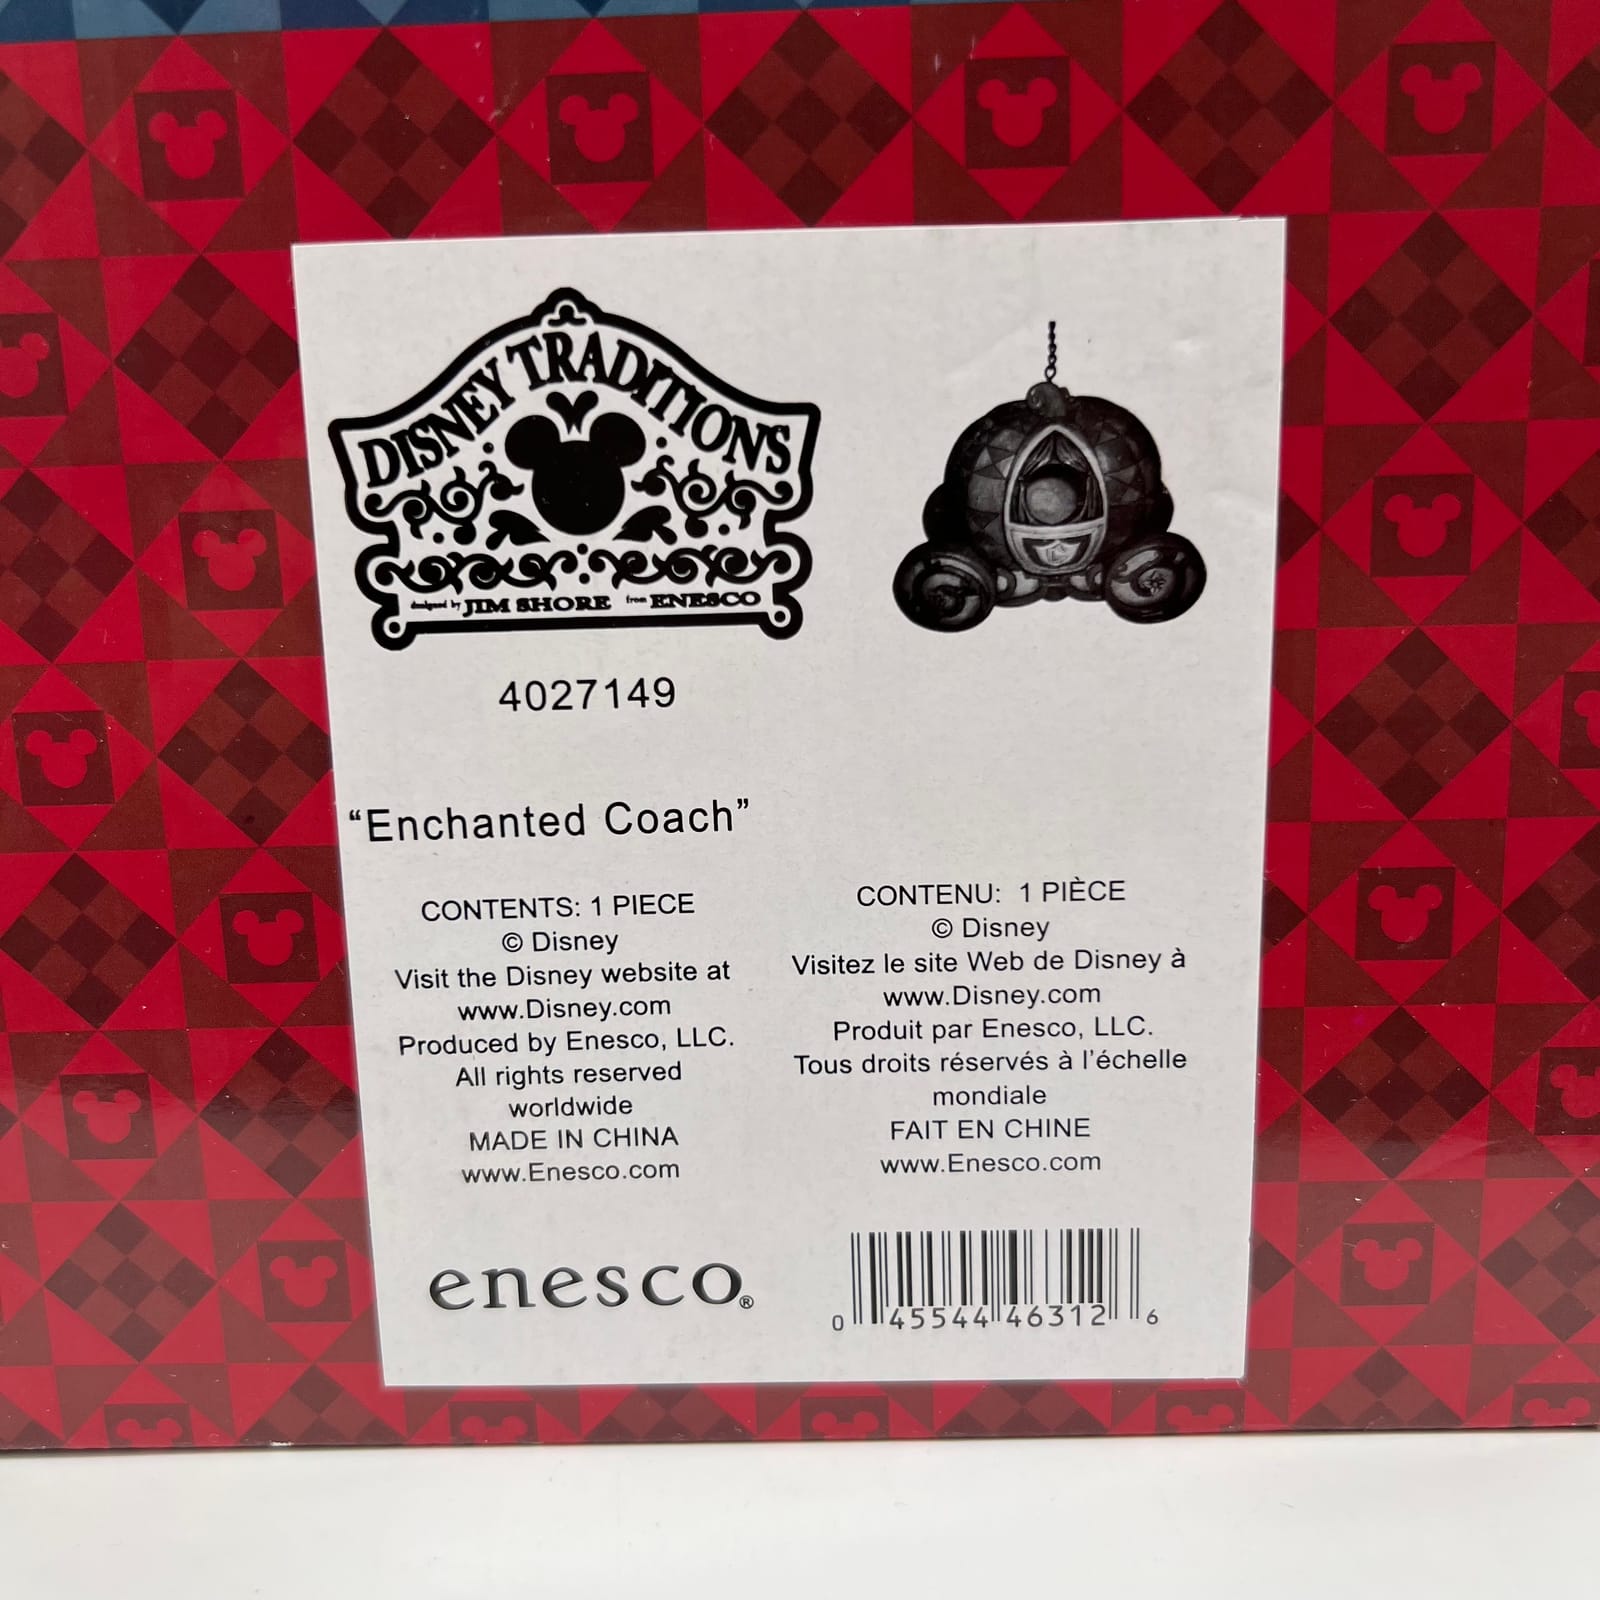 DISNEY TRADITIONS
designed by JIM SHORE from ENESCO
4027149
“Enchanted Coach”
CONTENTS: 1 PIECE
© Disney
Visit the Disney website at
www.Disney.com
Produced by Enesco, LLC.
All rights reserved
worldwide
MADE IN CHINA
www.Enesco.com
CONTENU: 1 PIÈCE
© Disney
Visitez le site Web de Disney à
www.Disney.com
Produit par Enesco, LLC.
Tous droits réservés à l’échelle
mondiale
FAIT EN CHINE
www.Enesco.com
enesco®
0 45544 46312 6